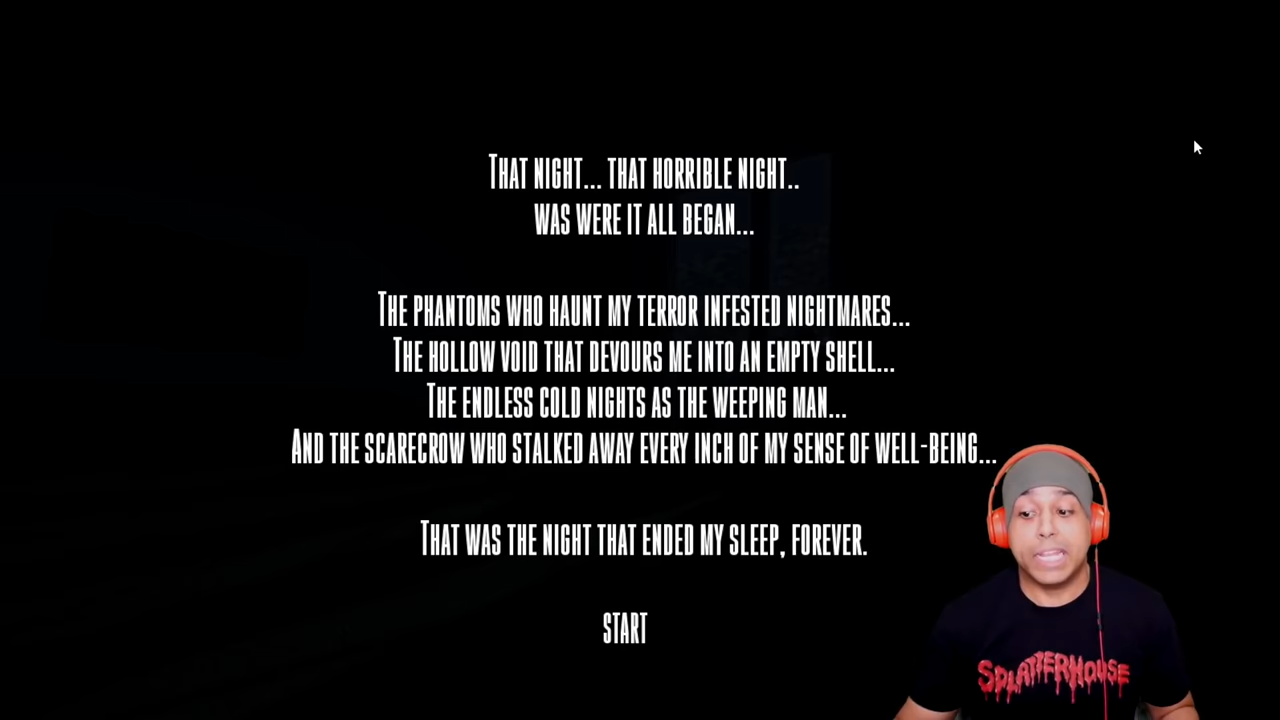 That night... that horrible night..
was were it all began...
The phantoms who haunt my terror infested nightmares...
The hollow void that devours me into an empty shell...
The endless cold nights as the weeping man...
And the scarecrow who stalked away every inch of my sense of well-being...
That was the night that ended my sleep, forever.
start
SPLATTERHOUSE